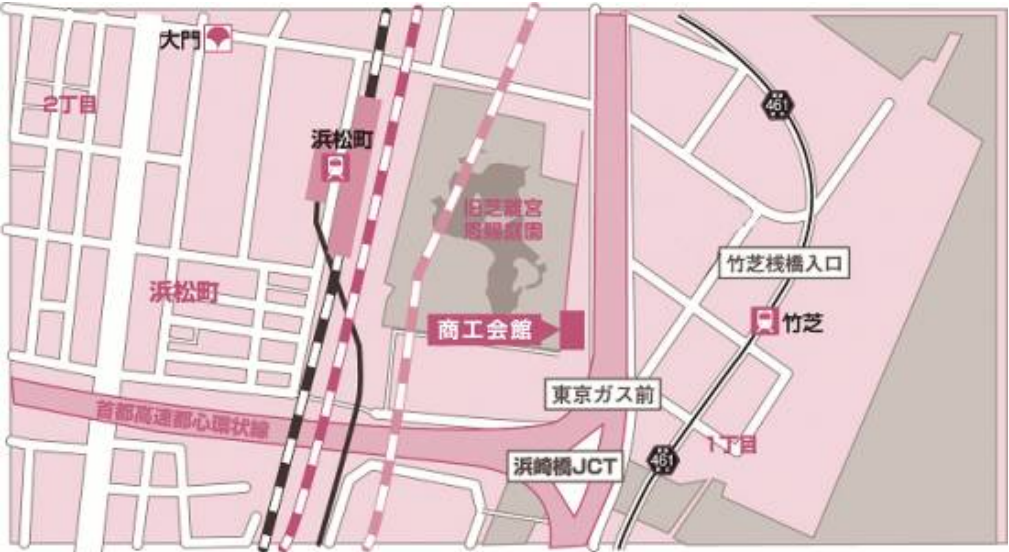 大門
2丁目
浜松町
461
旧芝離宮
恩賜庭園
竹芝桟橋入口
浜松町
竹芝
商工会館
東京ガス前
首都高速都心環状線
1丁目
浜崎橋JCT
461